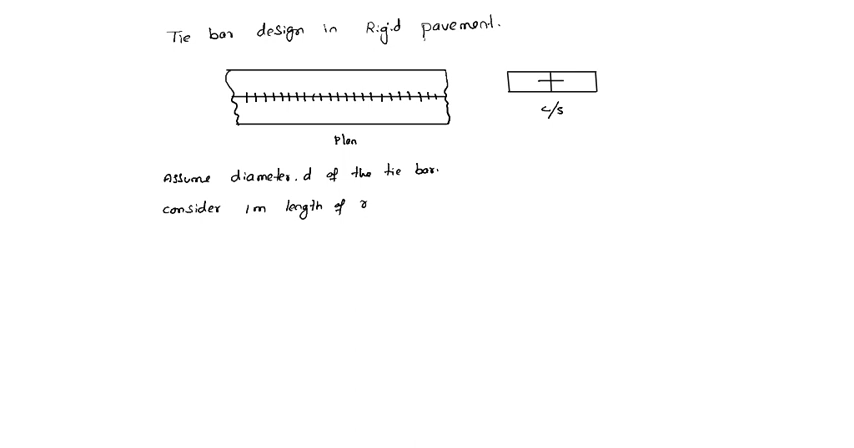 Tie bar design in Rigid pavement.
c/s
Plan
Assume diameter, d of the tie bar.
consider 1m length of r